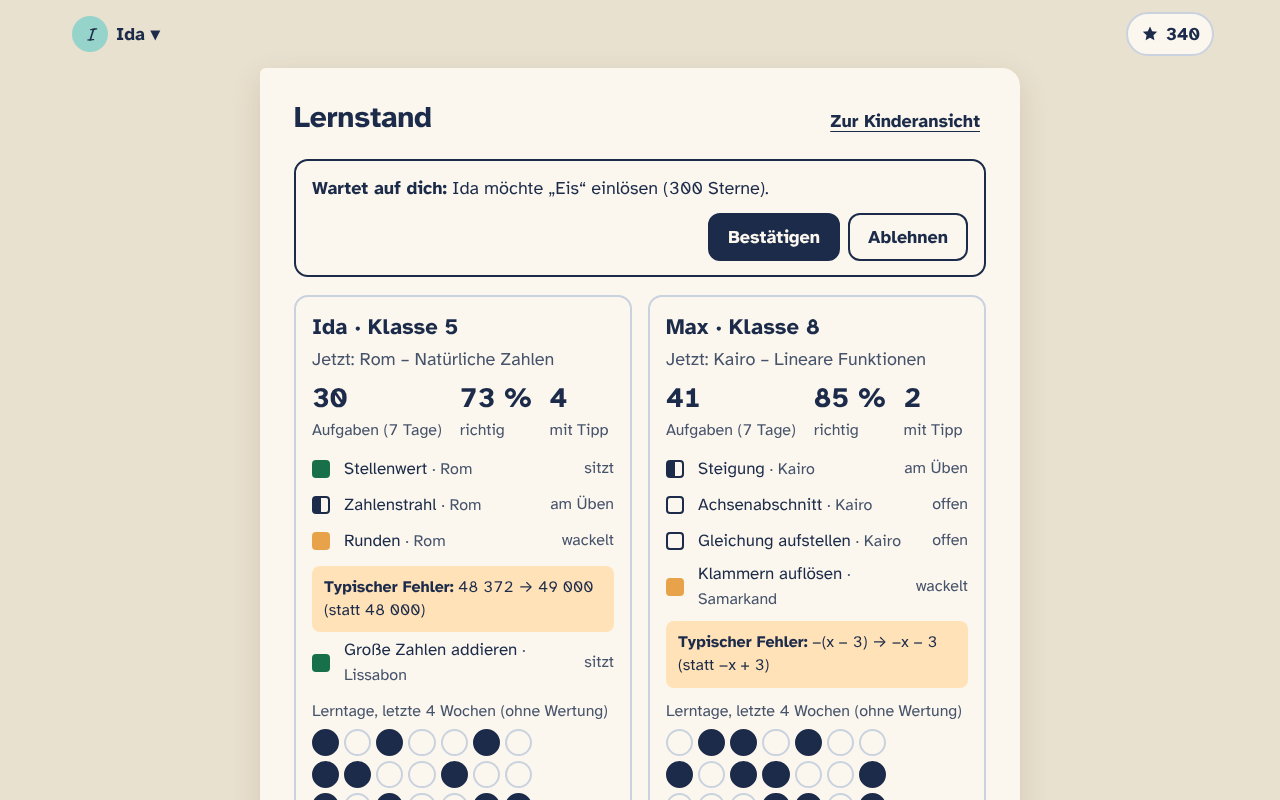 I Ida ▼
★ 340
Lernstand
Zur Kinderansicht
Wartet auf dich: Ida möchte „Eis“ einlösen (300 Sterne).
Bestätigen
Ablehnen
Ida · Klasse 5
Jetzt: Rom – Natürliche Zahlen
30 73 % 4
Aufgaben (7 Tage) richtig mit Tipp
Stellenwert · Rom sitzt
Zahlenstrahl · Rom am Üben
Runden · Rom wackelt
Typischer Fehler: 48 372 → 49 000
(statt 48 000)
Große Zahlen addieren ·
Lissabon
sitzt
Lerntage, letzte 4 Wochen (ohne Wertung)
Max · Klasse 8
Jetzt: Kairo – Lineare Funktionen
41 85 % 2
Aufgaben (7 Tage) richtig mit Tipp
Steigung · Kairo am Üben
Achsenabschnitt · Kairo offen
Gleichung aufstellen · Kairo offen
Klammern auflösen ·
Samarkand
wackelt
Typischer Fehler: –(x – 3) → –x – 3
(statt –x + 3)
Lerntage, letzte 4 Wochen (ohne Wertung)